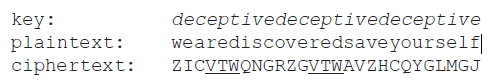 key: deceptivedeceptivedeceptive
plaintext: wearediscoveredsaveyourself
ciphertext: ZICVTWQNGRZGVTWAVZHCQYGLMGJ